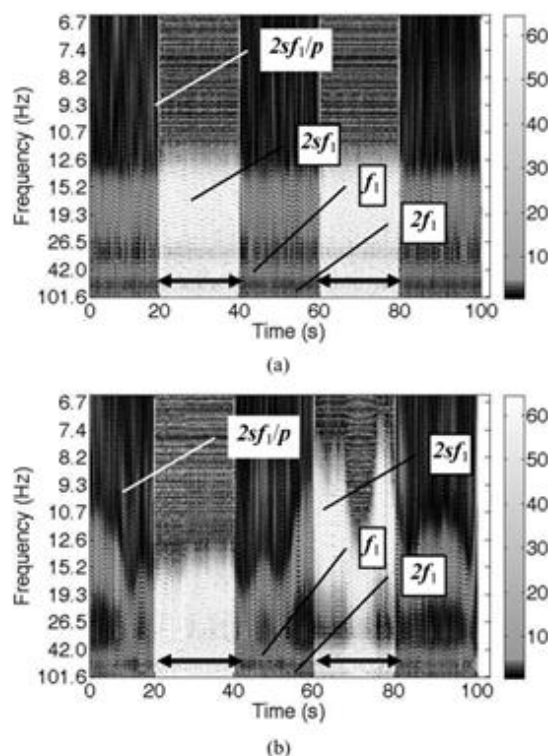 6.7
7.4
8.2
9.3
10.7
12.6
15.2
19.3
26.5
42.0
101.6
Frequency (Hz)
2sf₁/p
2sf₁
f₁
2f₁
0 20 40 60 80 100
Time (s)
60
50
40
30
20
10
(a)
6.7
7.4
8.2
9.3
10.7
12.6
15.2
19.3
26.5
42.0
101.6
Frequency (Hz)
2sf₁/p
2sf₁
f₁
2f₁
0 20 40 60 80 100
Time (s)
60
50
40
30
20
10
(b)